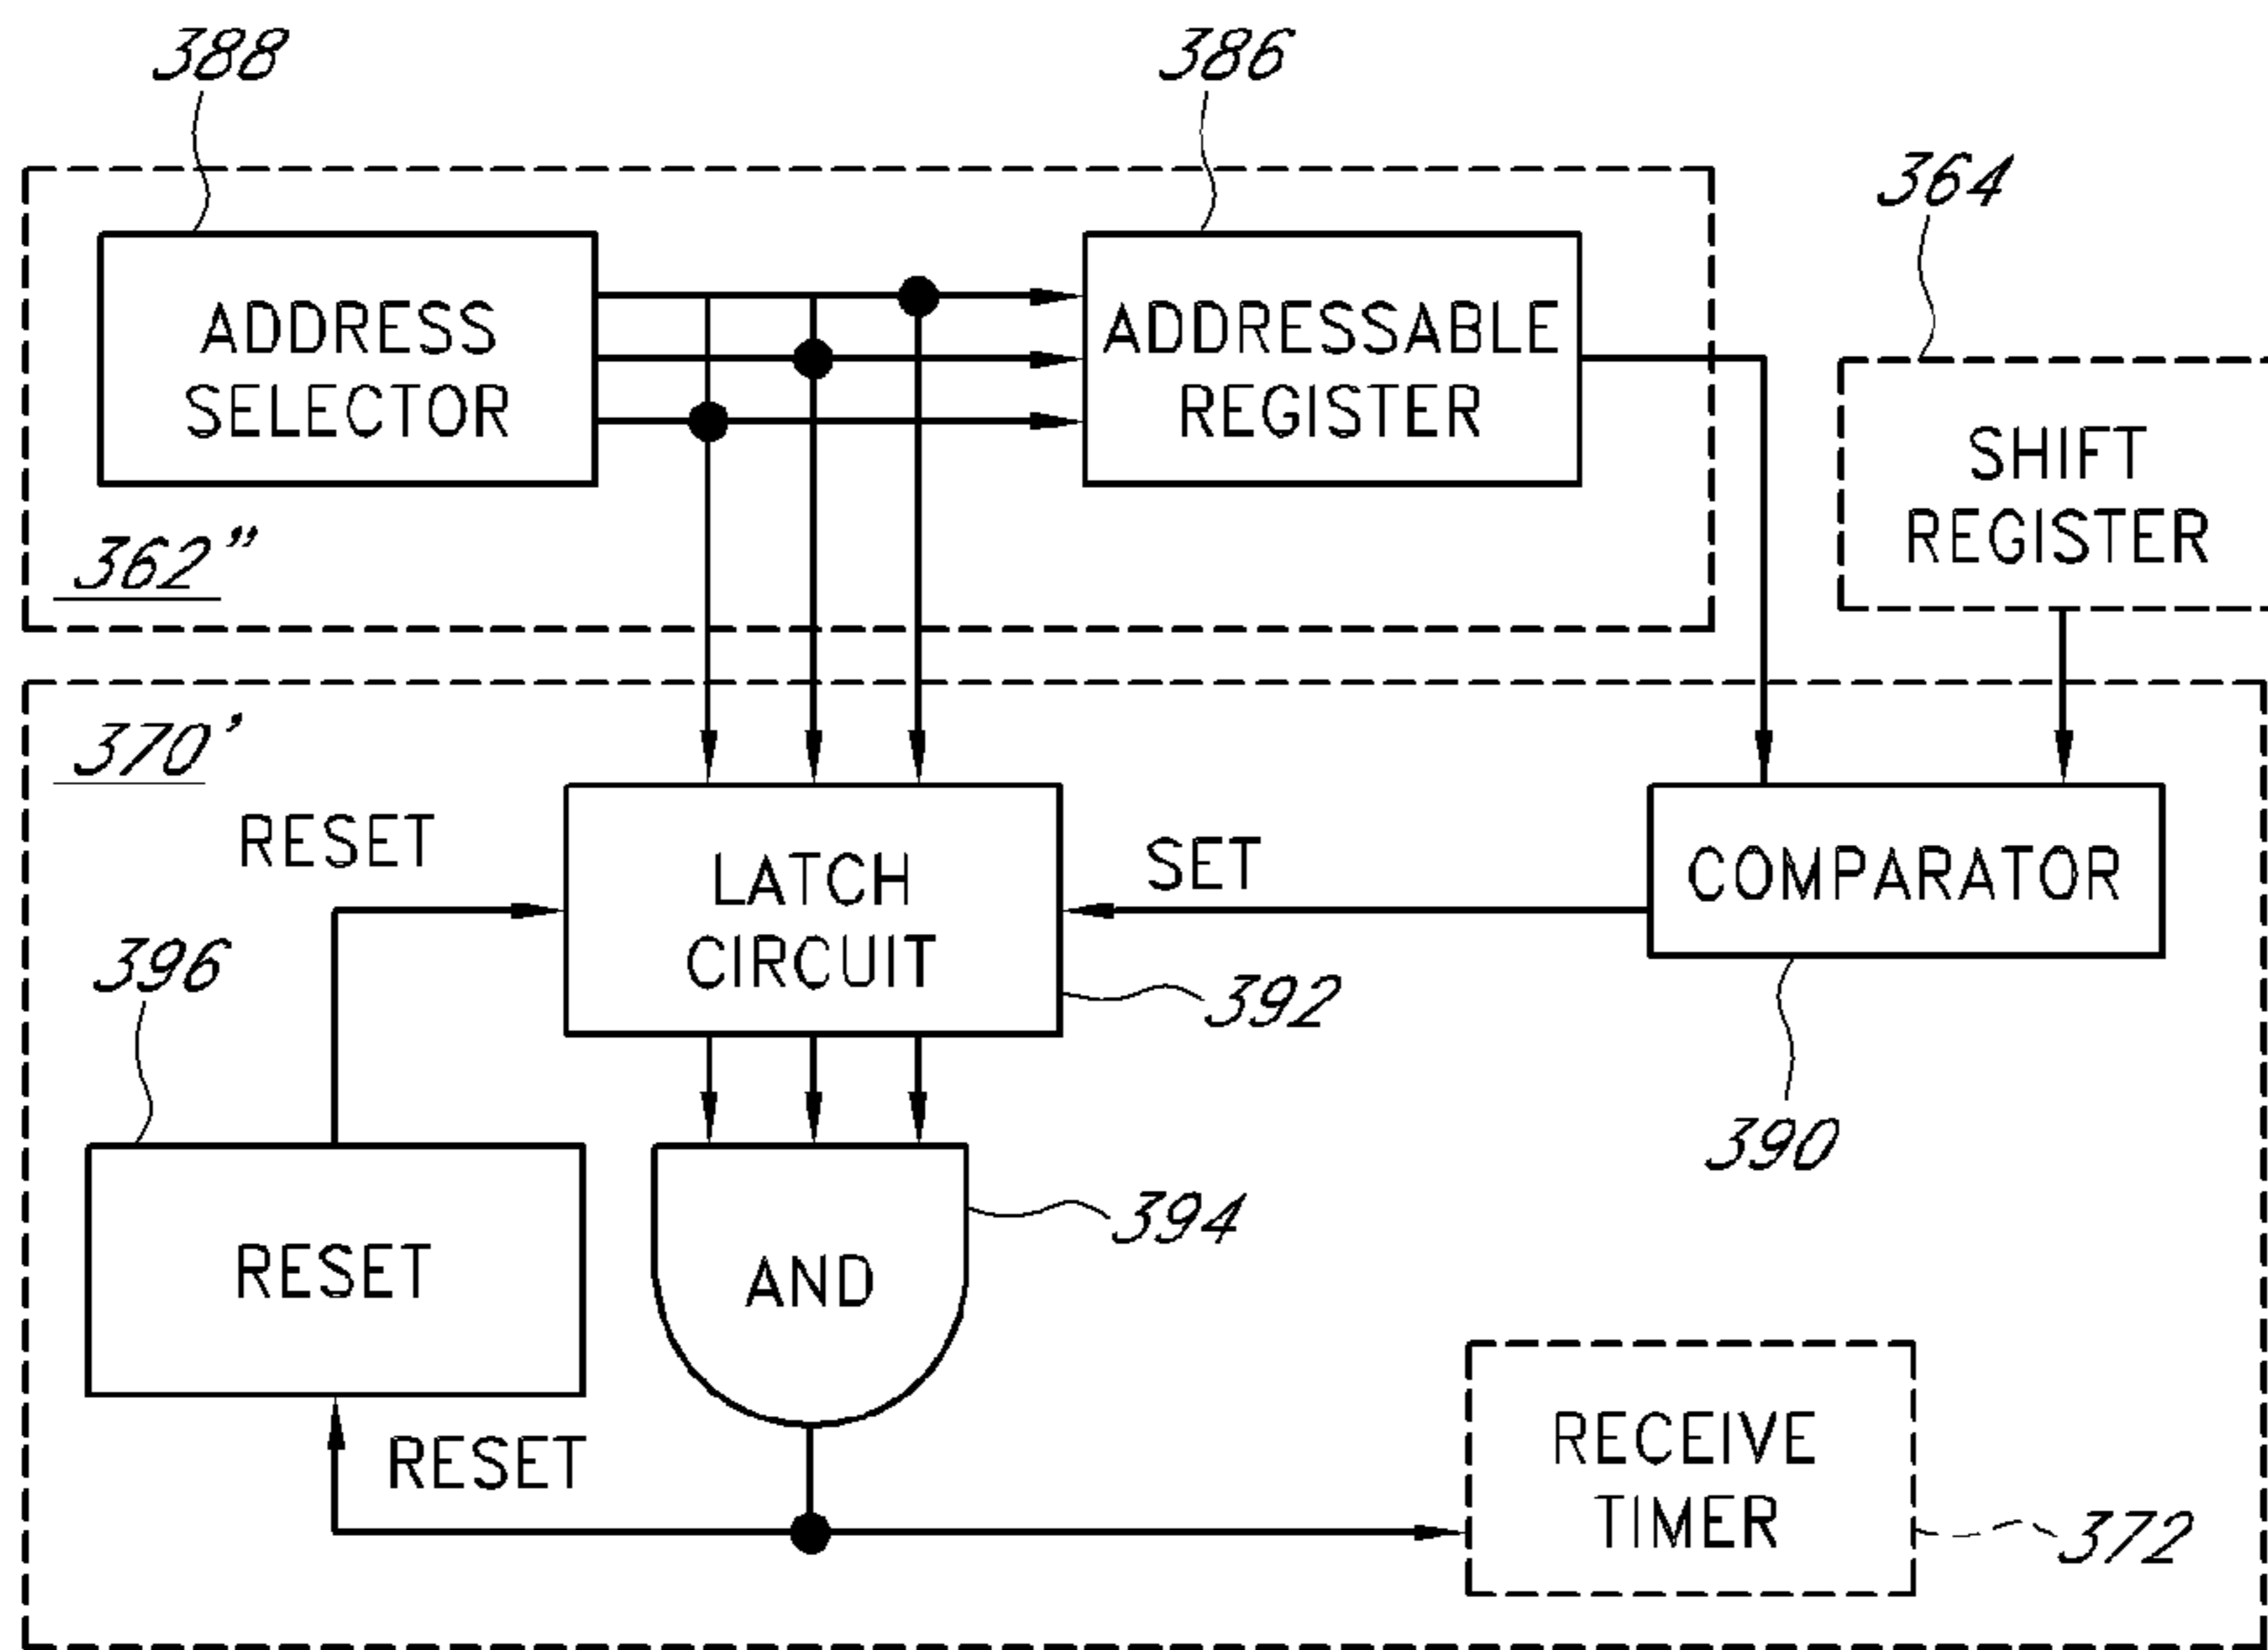 388
386
364
ADDRESS
SELECTOR
ADDRESSABLE
REGISTER
SHIFT
REGISTER
362"
370'
RESET
LATCH
CIRCUIT
SET
COMPARATOR
396
392
390
394
RESET
AND
RESET
RECEIVE
TIMER
372